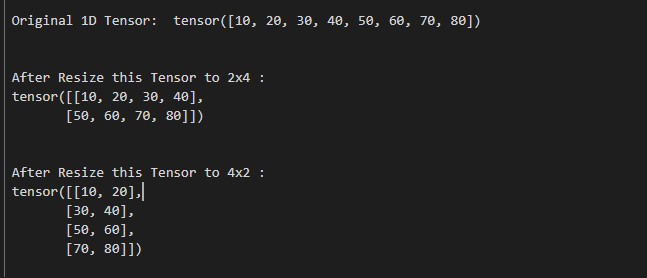 Original 1D Tensor:  tensor([10, 20, 30, 40, 50, 60, 70, 80])
After Resize this Tensor to 2x4 :
tensor([[10, 20, 30, 40],
       [50, 60, 70, 80]])
After Resize this Tensor to 4x2 :
tensor([[10, 20],
       [30, 40],
       [50, 60],
       [70, 80]])